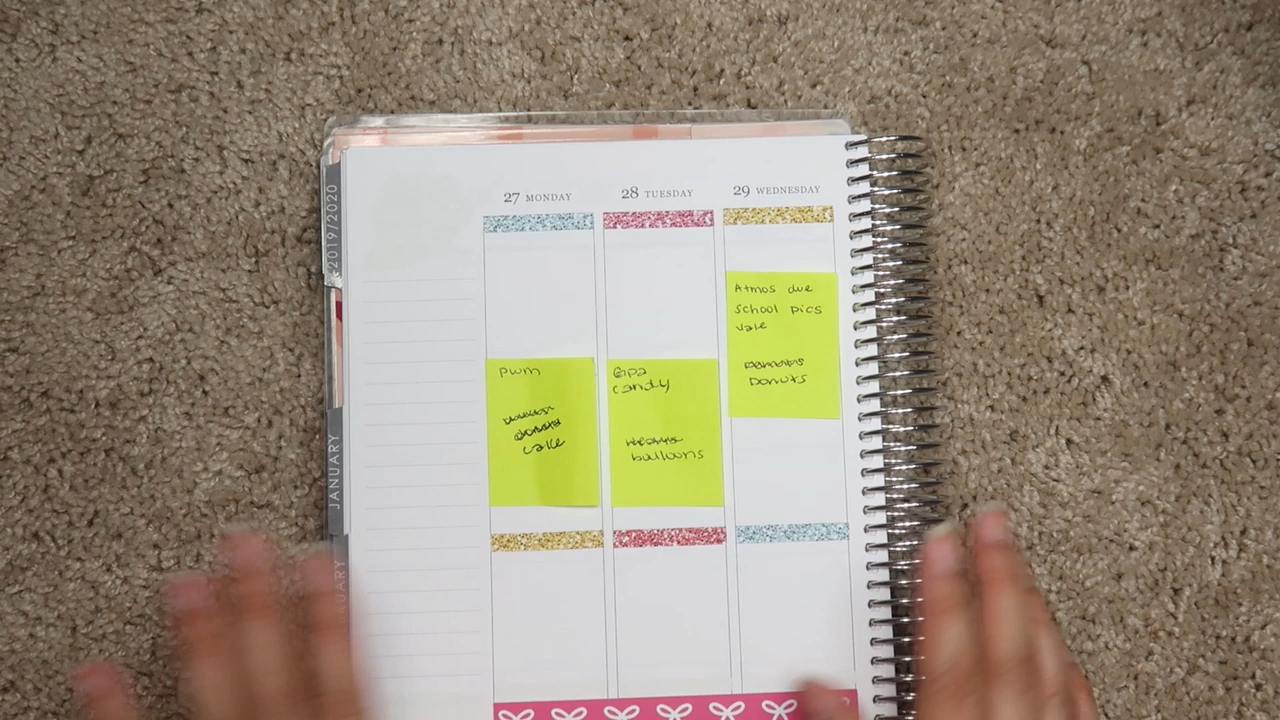 27 MONDAY
28 TUESDAY
29 WEDNESDAY
2019/2020
JANUARY
Atmos due
school pics
vale
Donuts
pwm
cake
candy
balloons